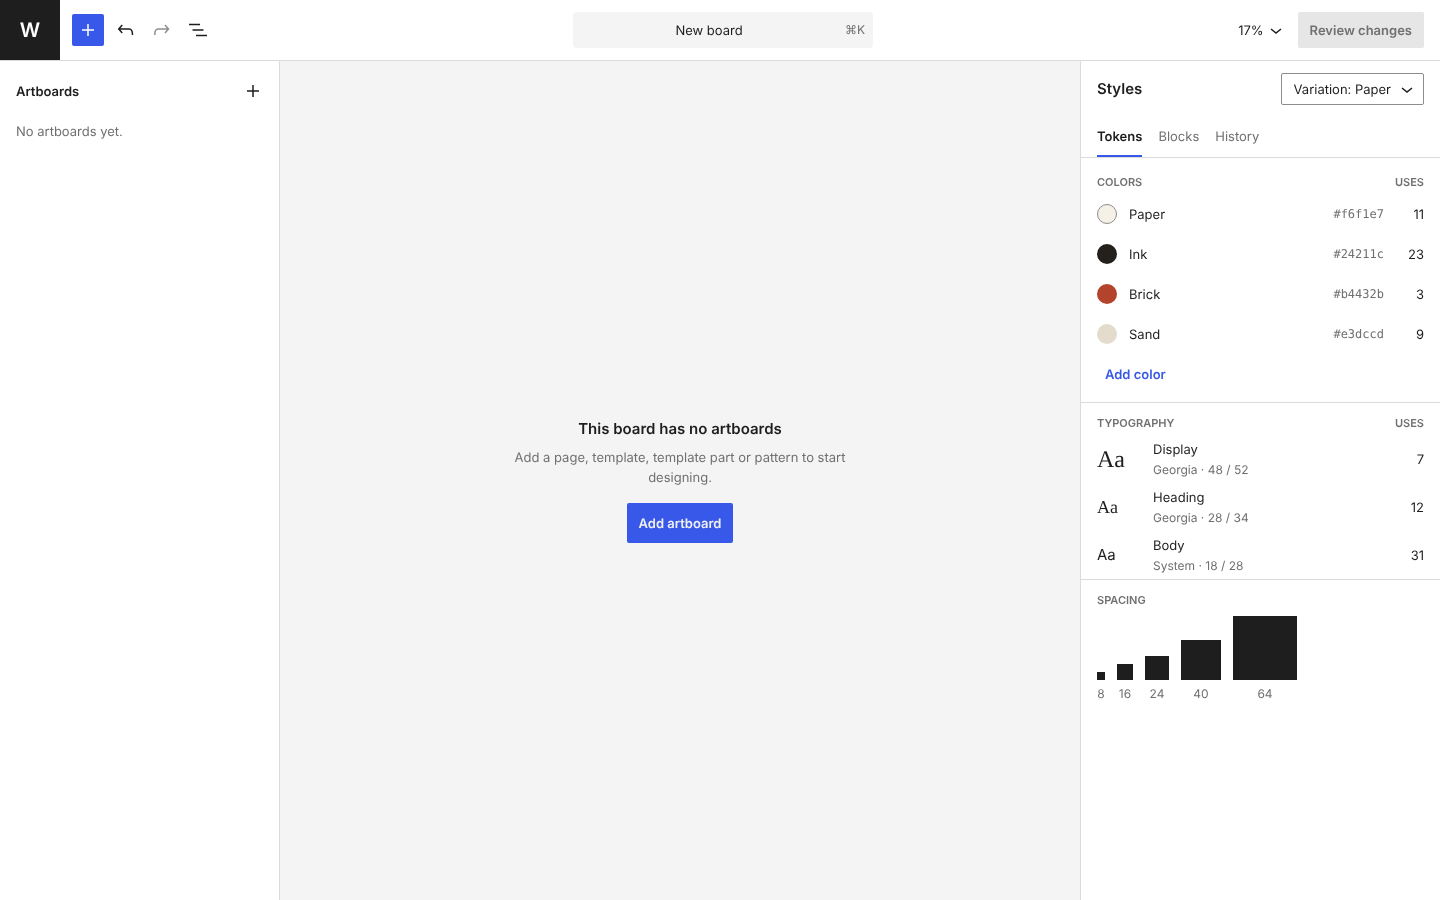 W
New board ⌘K
17%
Review changes
Artboards
No artboards yet.
This board has no artboards
Add a page, template, template part or pattern to start
designing.
Add artboard
Styles
Variation: Paper
Tokens Blocks History
COLORS USES
Paper #f6f1e7 11
Ink #24211c 23
Brick #b4432b 3
Sand #e3dccd 9
Add color
TYPOGRAPHY USES
Aa Display 7
Georgia · 48 / 52
Aa Heading 12
Georgia · 28 / 34
Aa Body 31
System · 18 / 28
SPACING
8 16 24 40 64